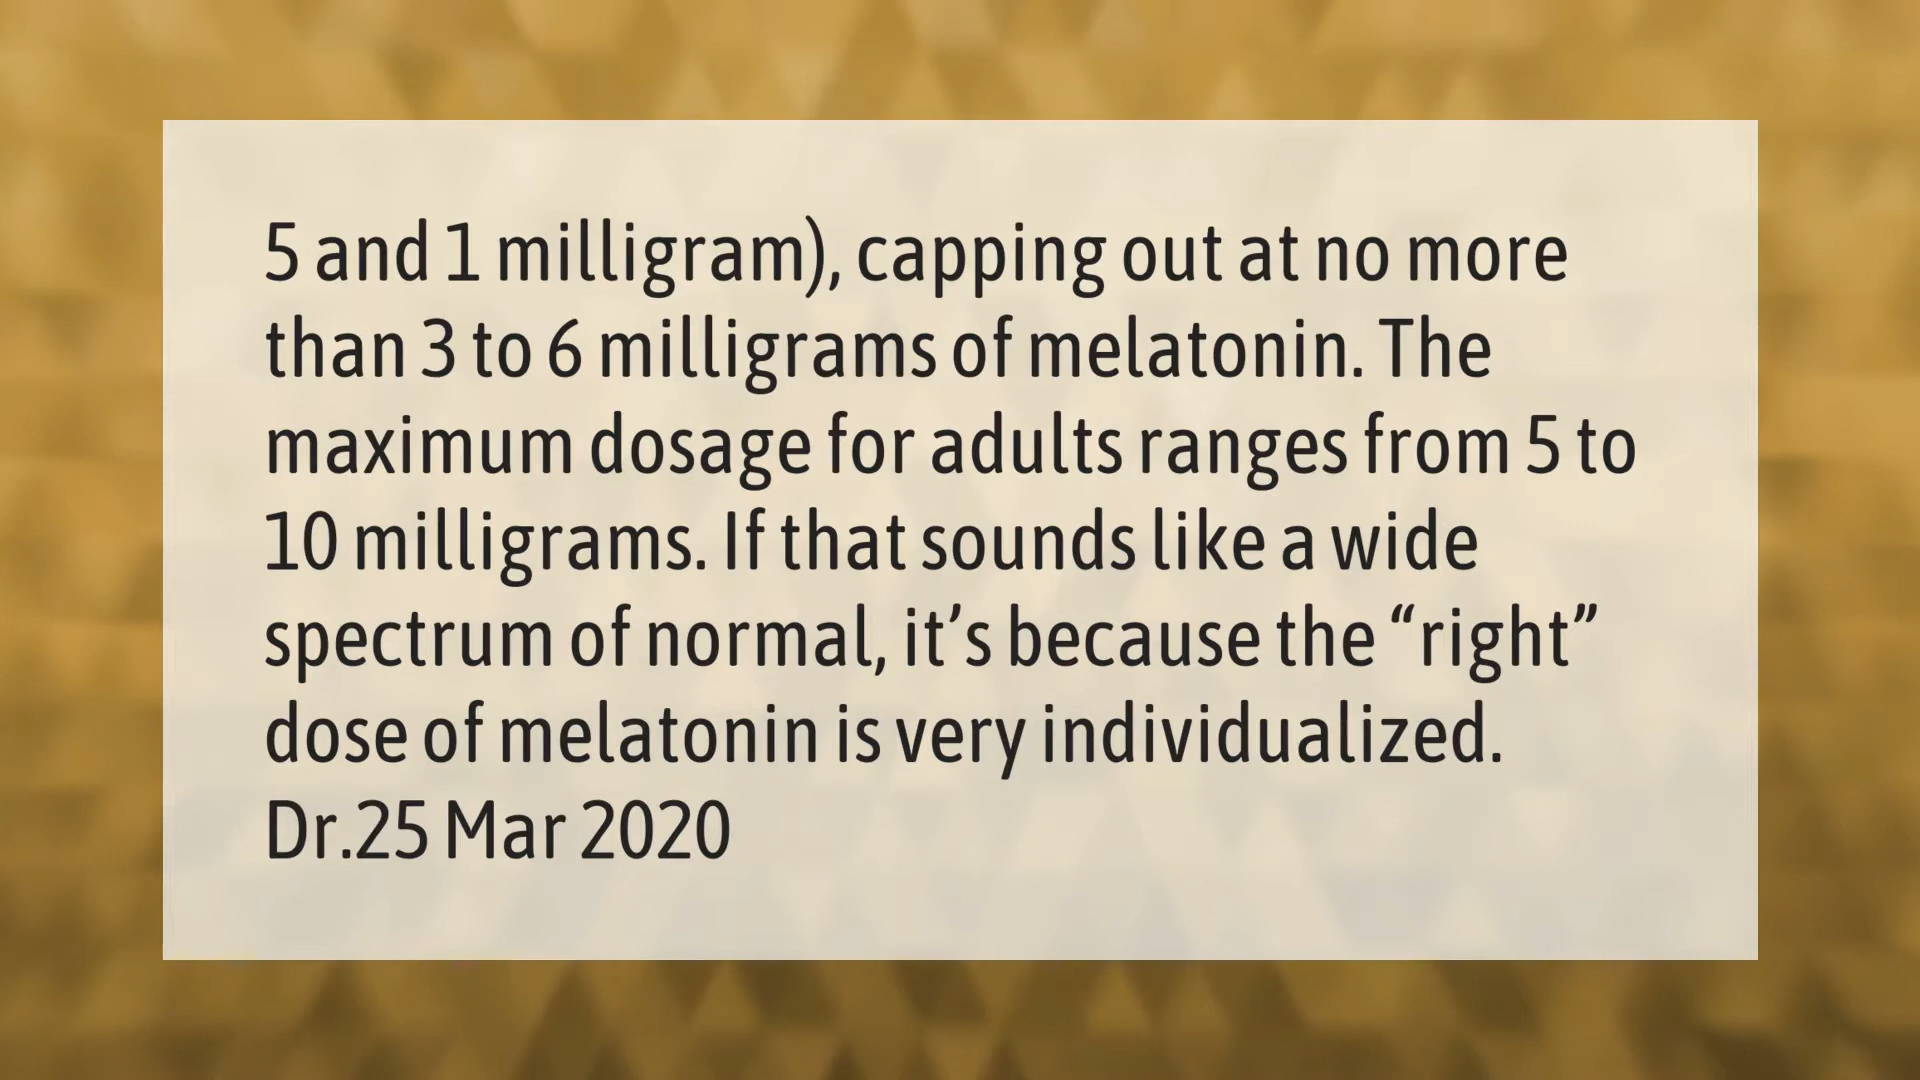 5 and 1 milligram), capping out at no more
than 3 to 6 milligrams of melatonin. The
maximum dosage for adults ranges from 5 to
10 milligrams. If that sounds like a wide
spectrum of normal, it’s because the “right”
dose of melatonin is very individualized.
Dr.25 Mar 2020